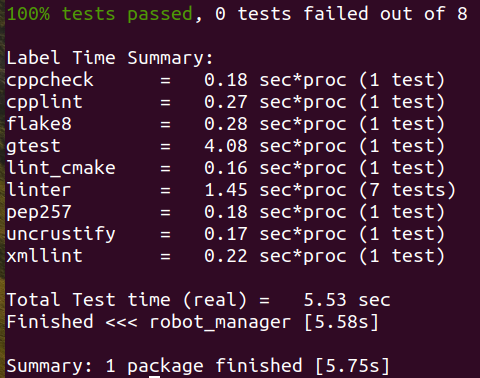 100% tests passed, 0 tests failed out of 8
Label Time Summary:
cppcheck = 0.18 sec*proc (1 test)
cpplint = 0.27 sec*proc (1 test)
flake8 = 0.28 sec*proc (1 test)
gtest = 4.08 sec*proc (1 test)
lint_cmake = 0.16 sec*proc (1 test)
linter = 1.45 sec*proc (7 tests)
pep257 = 0.18 sec*proc (1 test)
uncrustify = 0.17 sec*proc (1 test)
xmllint = 0.22 sec*proc (1 test)
Total Test time (real) = 5.53 sec
Finished <<< robot_manager [5.58s]
Summary: 1 package finished [5.75s]